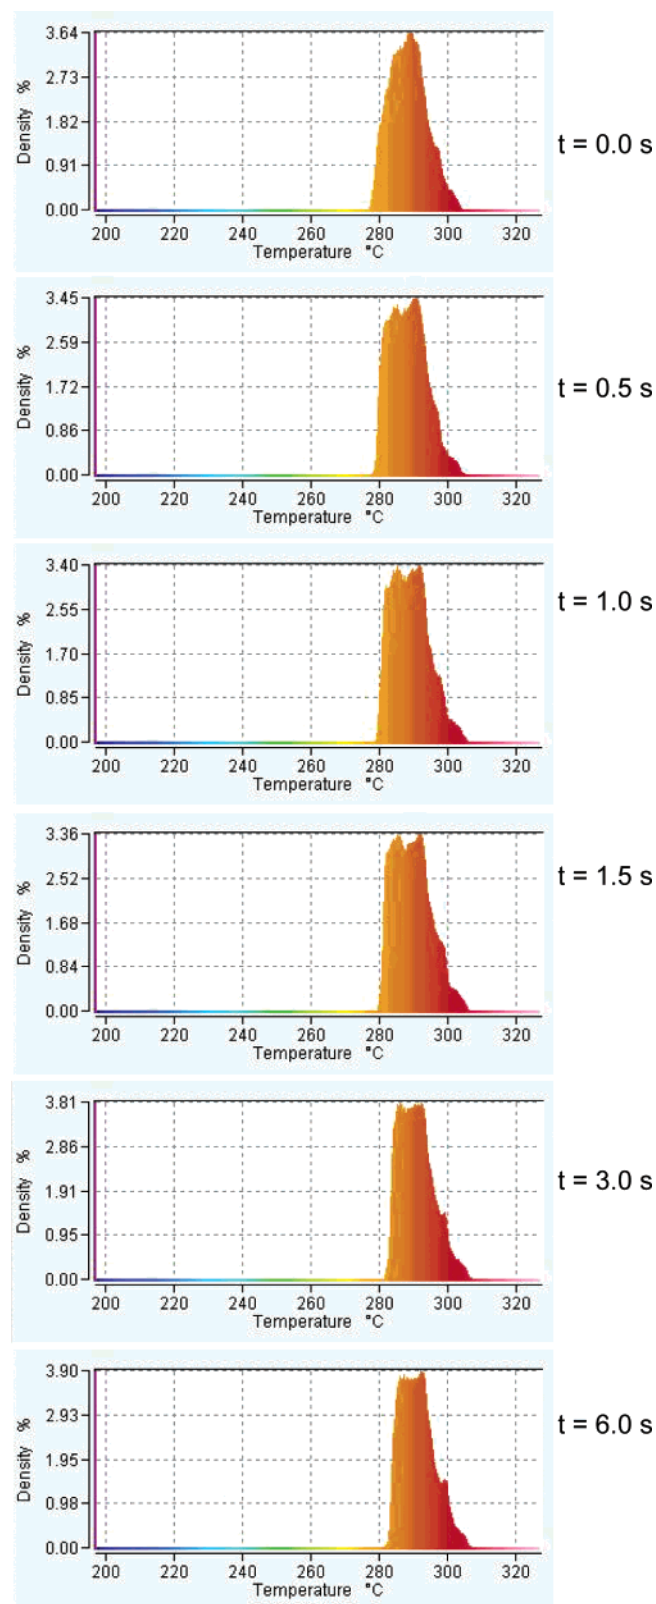 3.64
2.73
1.82
0.91
0.00
Density %
200 220 240 260 280 300 320
Temperature °C
t = 0.0 s
3.45
2.59
1.72
0.86
0.00
Density %
200 220 240 260 280 300 320
Temperature °C
t = 0.5 s
3.40
2.55
1.70
0.85
0.00
Density %
200 220 240 260 280 300 320
Temperature °C
t = 1.0 s
3.36
2.52
1.68
0.84
0.00
Density %
200 220 240 260 280 300 320
Temperature °C
t = 1.5 s
3.81
2.86
1.91
0.95
0.00
Density %
200 220 240 260 280 300 320
Temperature °C
t = 3.0 s
3.90
2.93
1.95
0.98
0.00
Density %
200 220 240 260 280 300 320
Temperature °C
t = 6.0 s